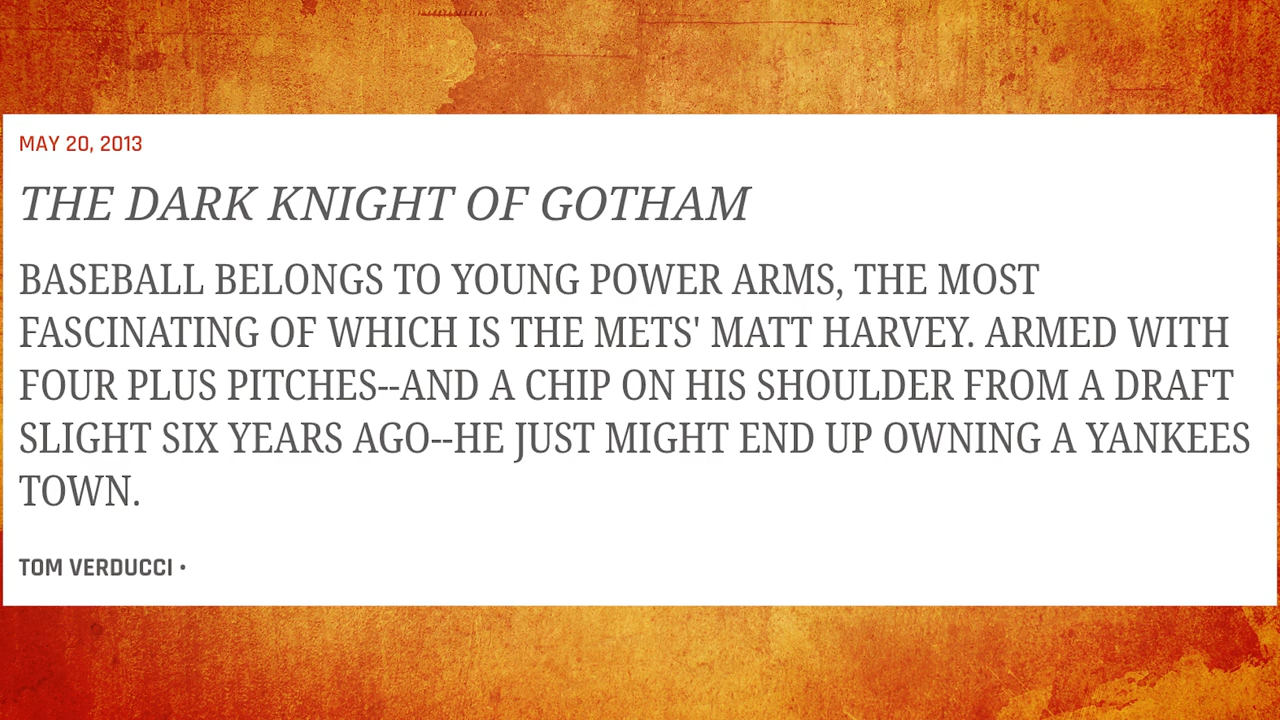 MAY 20, 2013
THE DARK KNIGHT OF GOTHAM
BASEBALL BELONGS TO YOUNG POWER ARMS, THE MOST
FASCINATING OF WHICH IS THE METS' MATT HARVEY. ARMED WITH
FOUR PLUS PITCHES--AND A CHIP ON HIS SHOULDER FROM A DRAFT
SLIGHT SIX YEARS AGO--HE JUST MIGHT END UP OWNING A YANKEES
TOWN.
TOM VERDUCCI •